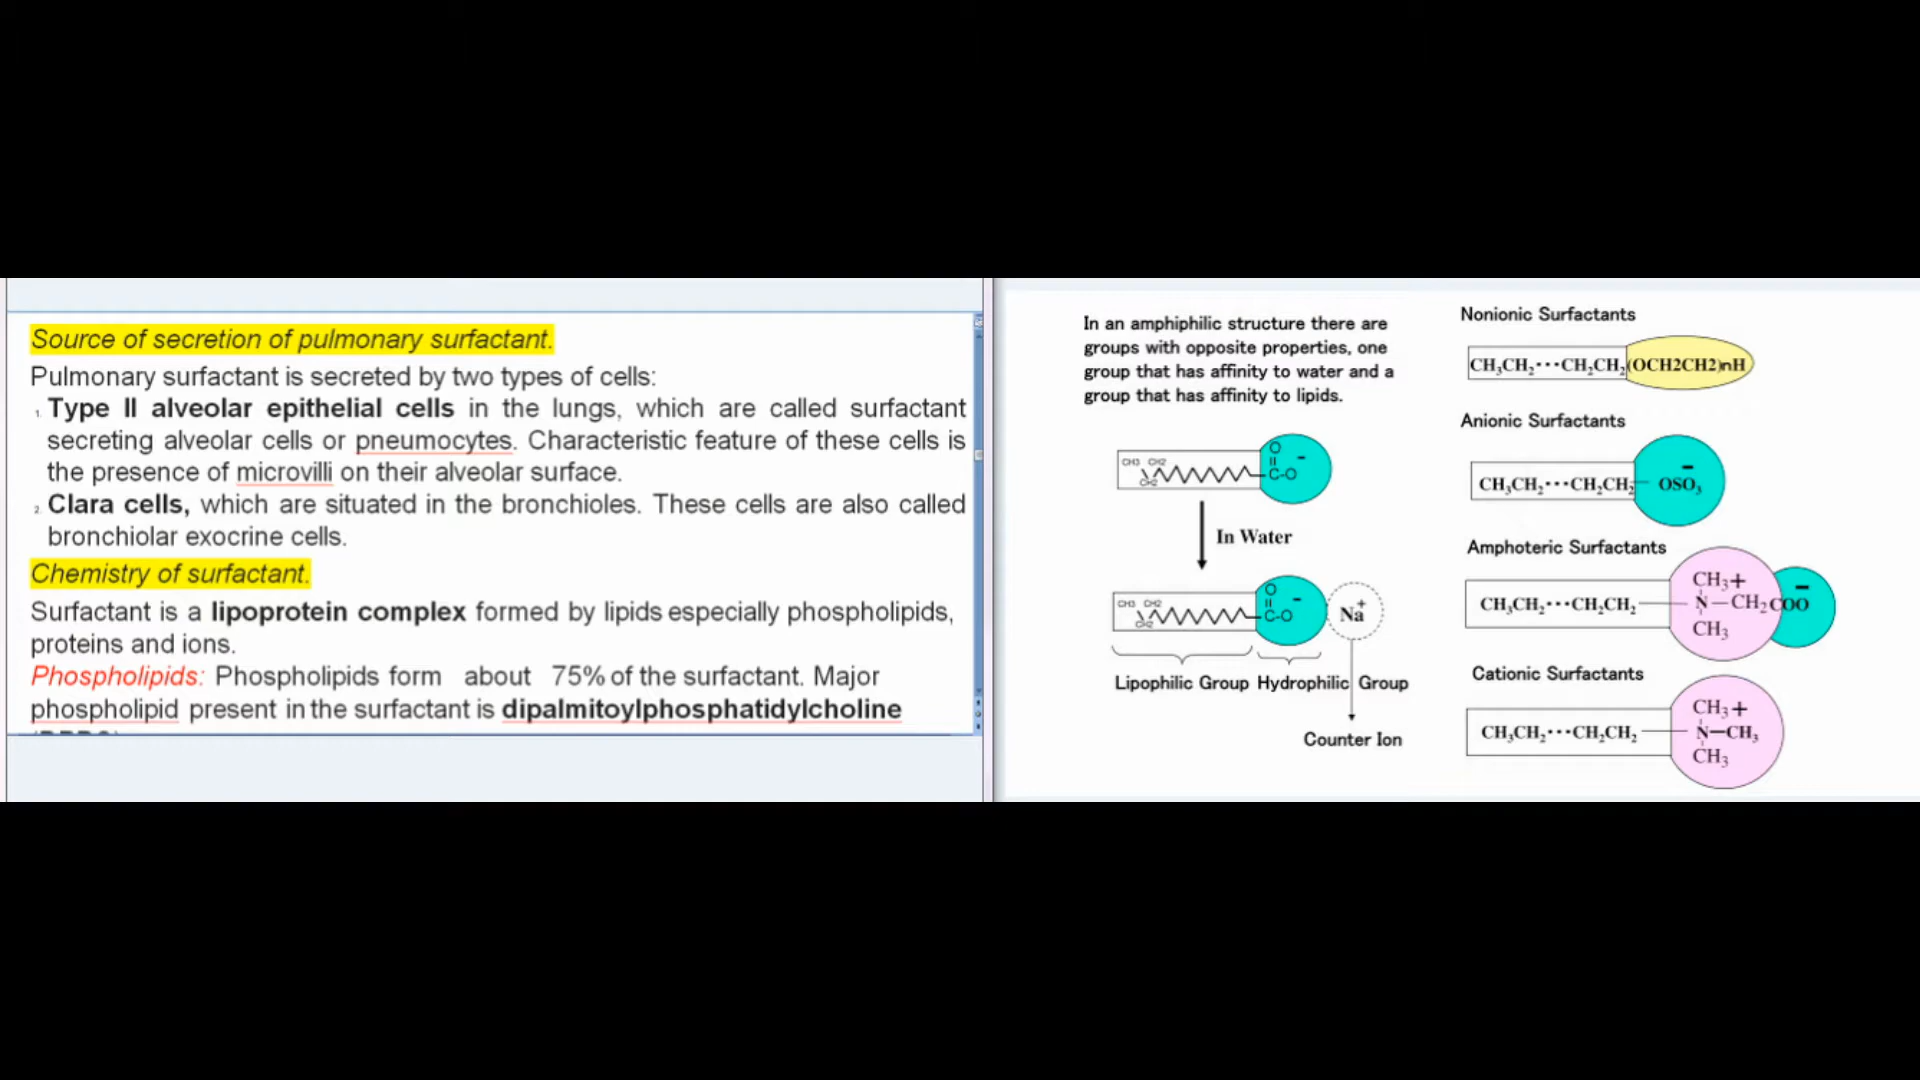 Source of secretion of pulmonary surfactant.
Pulmonary surfactant is secreted by two types of cells:
1. Type II alveolar epithelial cells in the lungs, which are called surfactant
secreting alveolar cells or pneumocytes. Characteristic feature of these cells is
the presence of microvilli on their alveolar surface.
2. Clara cells, which are situated in the bronchioles. These cells are also called
bronchiolar exocrine cells.
Chemistry of surfactant.
Surfactant is a lipoprotein complex formed by lipids especially phospholipids,
proteins and ions.
Phospholipids: Phospholipids form about 75% of the surfactant. Major
phospholipid present in the surfactant is dipalmitoylphosphatidylcholine
In an amphiphilic structure there are
groups with opposite properties, one
group that has affinity to water and a
group that has affinity to lipids.
CH3 CH2
CH2
O
C-O -
In Water
CH3 CH2
CH2
O
C-O -
Na +
Lipophilic Group Hydrophilic Group
Counter Ion
Nonionic Surfactants
CH₃CH₂···CH₂CH₂(OCH2CH2)nH
Anionic Surfactants
CH₃CH₂···CH₂CH₂ OSO₃ -
Amphoteric Surfactants
CH₃ +
CH₃CH₂···CH₂CH₂ N CH₂COO -
CH₃
Cationic Surfactants
CH₃ +
CH₃CH₂···CH₂CH₂ N CH₃
CH₃